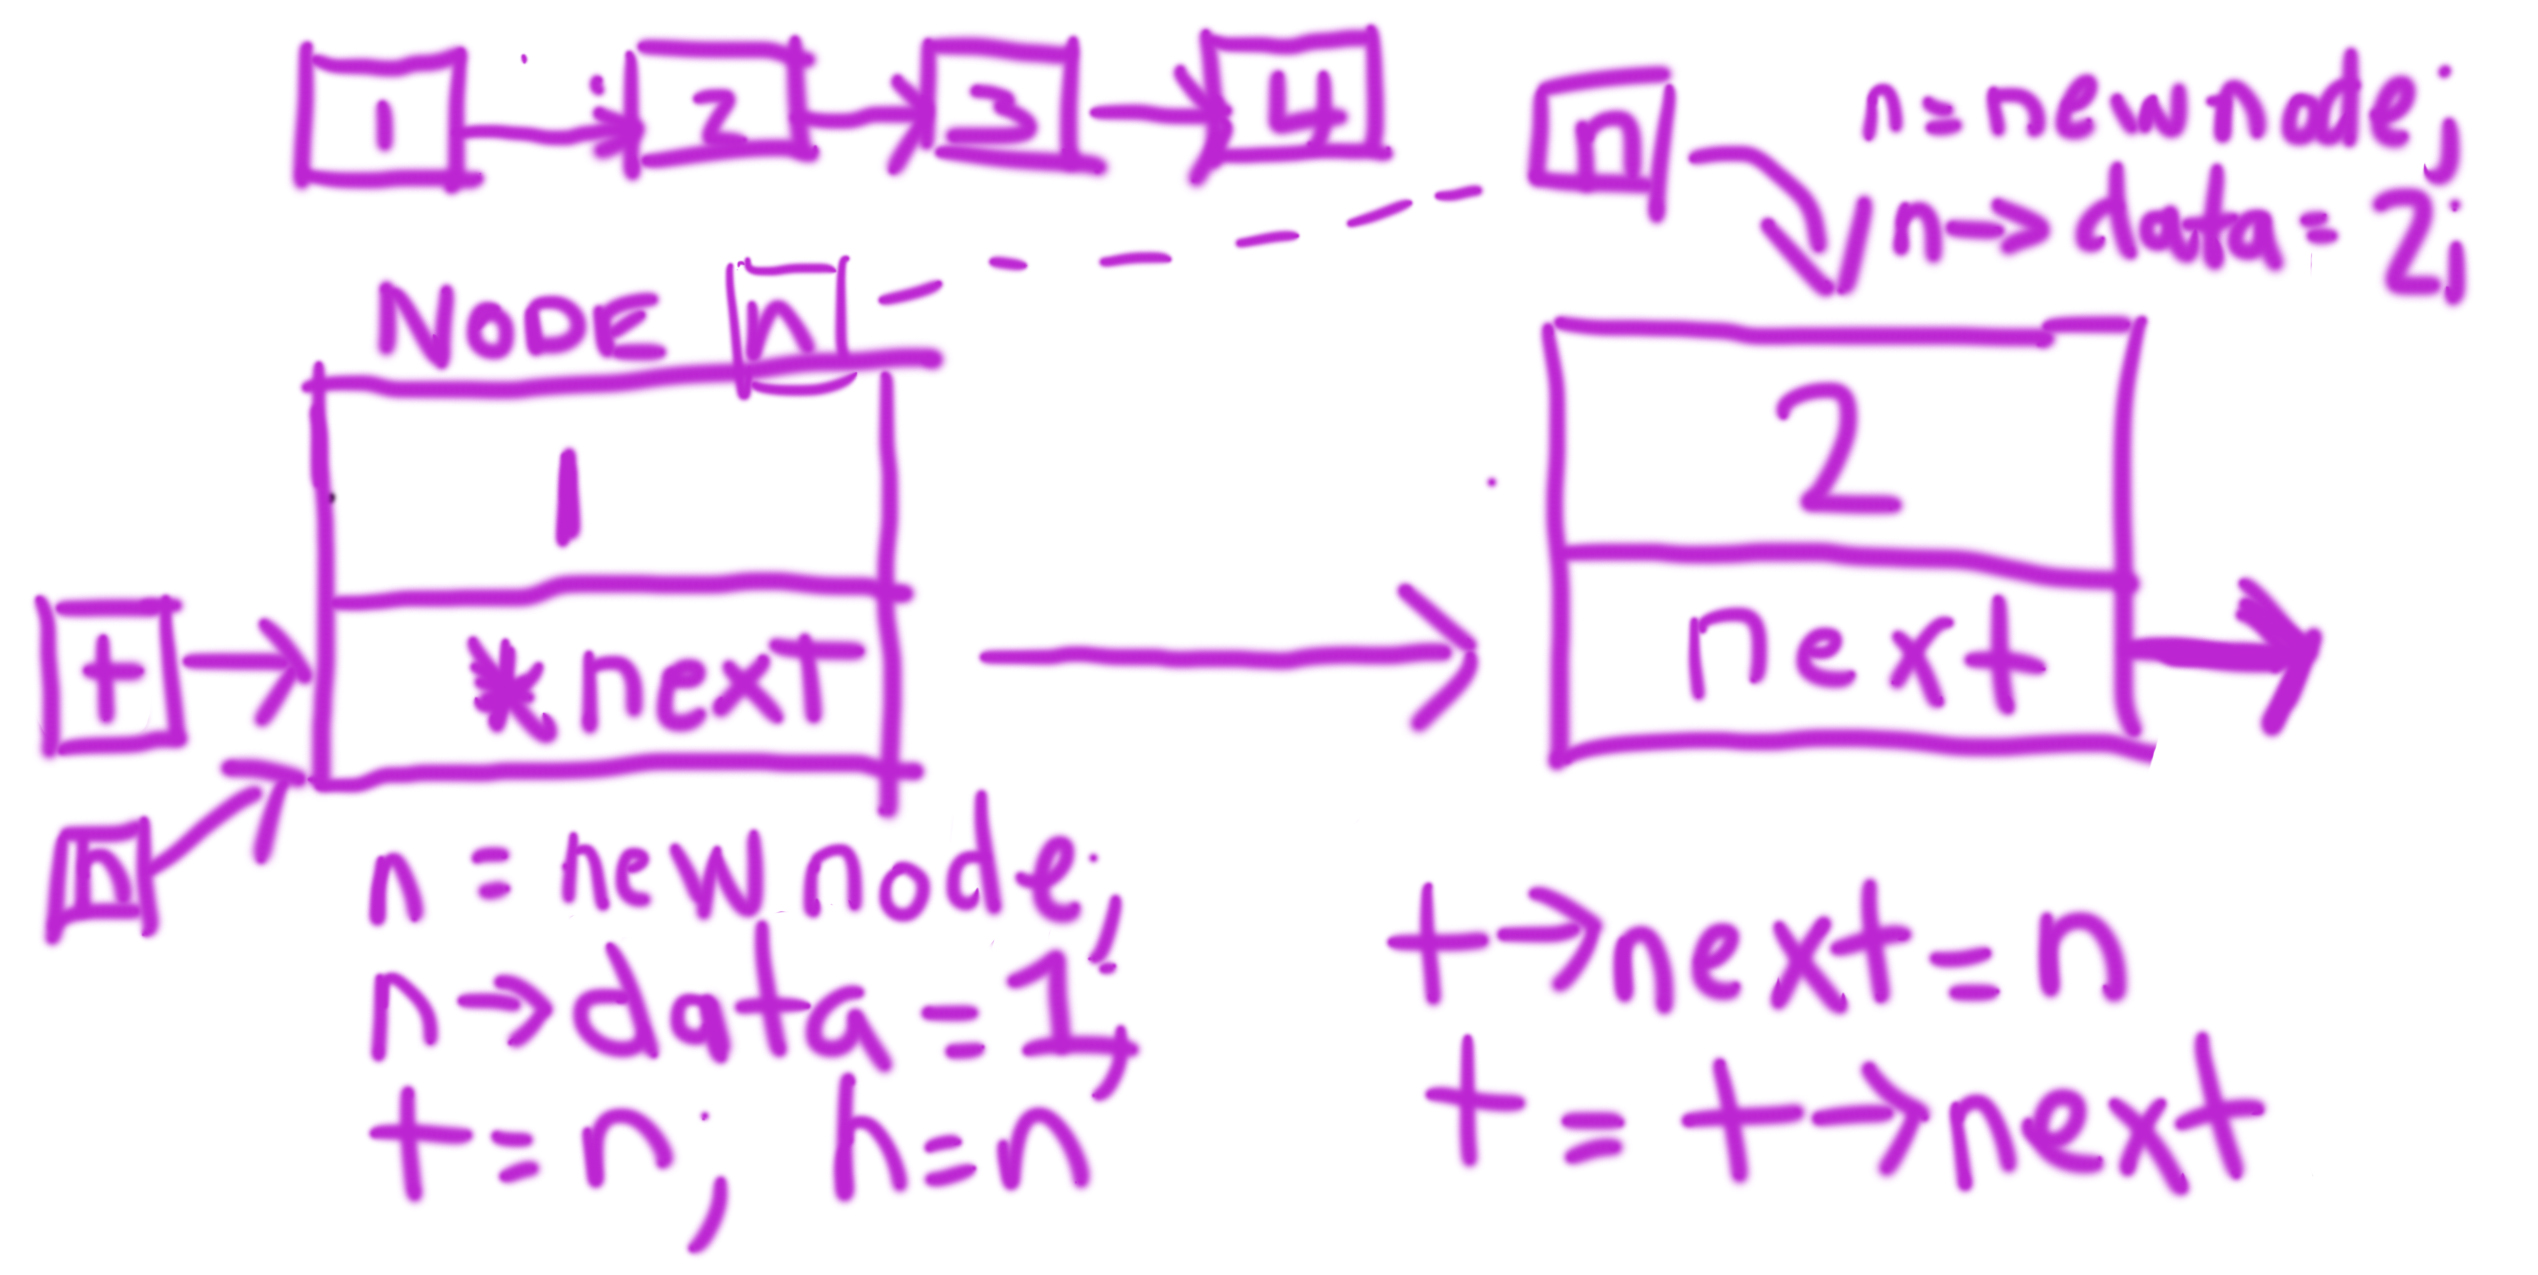 1 2 3 4
n
n = new node;
n→data = 2;
NODE n
1
*next
t
n
2
next
n = new node;
n→data = 1;
t = n; h = n
t→next = n
t = t→next